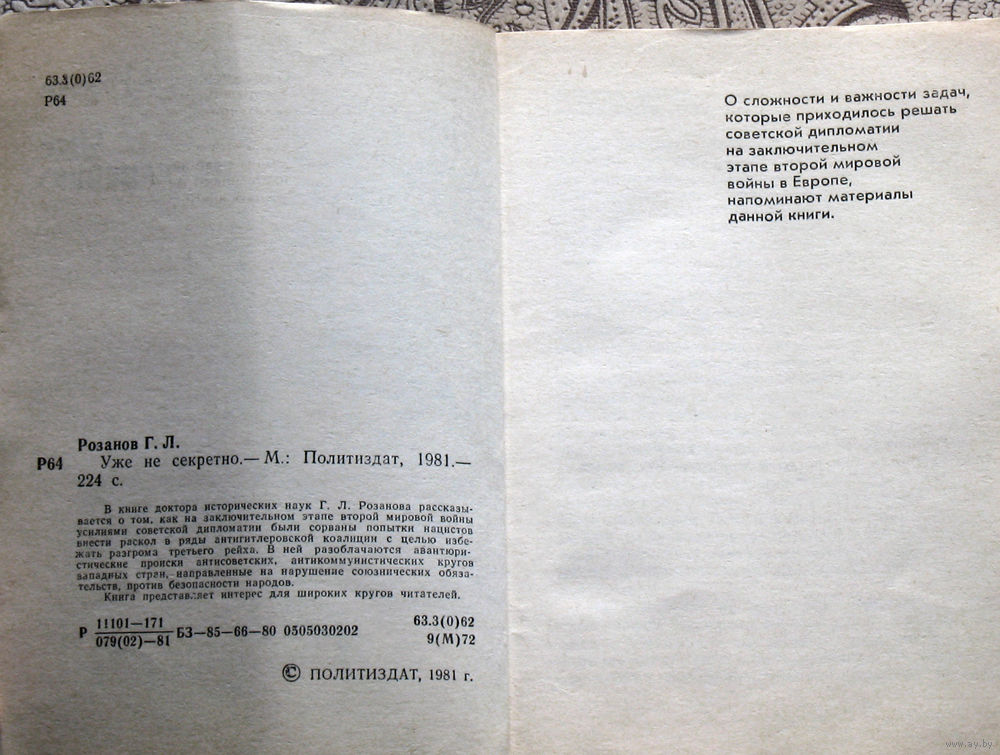 63.3(0)62
Р64
Розанов Г. Л.
Р64 Уже не секретно.— М.: Политиздат, 1981.—
224 с.
В книге доктора исторических наук Г. Л. Розанова рассказы-
вается о том, как на заключительном этапе второй мировой войны
усилиями советской дипломатии были сорваны попытки нацистов
внести раскол в ряды антигитлеровской коалиции с целью избе-
жать разгрома третьего рейха. В ней разоблачаются авантюри-
стические происки антисоветских, антикоммунистических кругов
западных стран, направленные на нарушение союзнических обяза-
тельств, против безопасности народов.
Книга представляет интерес для широких кругов читателей.
Р 11101—171
079(02)—81 БЗ—85—66—80 0505030202
63.3(0)62
9(М)72
© ПОЛИТИЗДАТ, 1981 г.
О сложности и важности задач,
которые приходилось решать
советской дипломатии
на заключительном
этапе второй мировой
войны в Европе,
напоминают материалы
данной книги.
www.ay.by